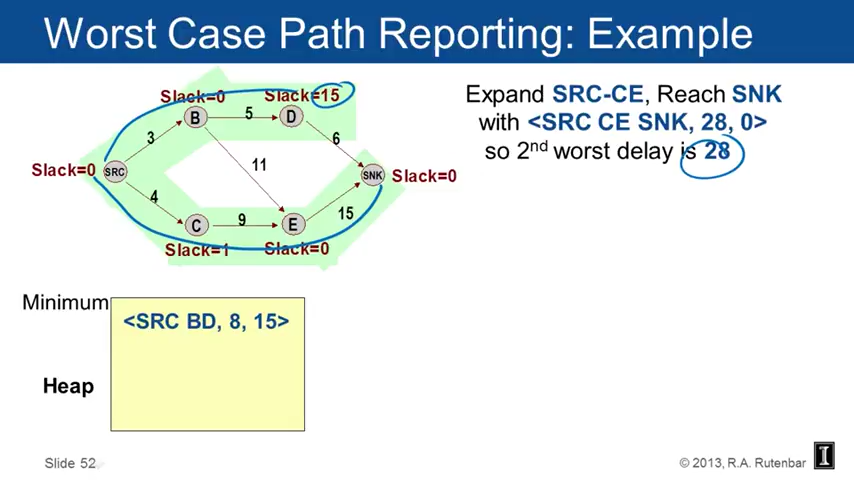 Worst Case Path Reporting: Example
Slack=0
Slack=15
B
5
D
3
6
11
Slack=0
SRC
SNK
Slack=0
4
15
C
9
E
Slack=1
Slack=0
Expand SRC-CE, Reach SNK
with <SRC CE SNK, 28, 0>
so 2nd worst delay is 28
Minimum
<SRC BD, 8, 15>
Heap
Slide 52
© 2013, R.A. Rutenbar
I